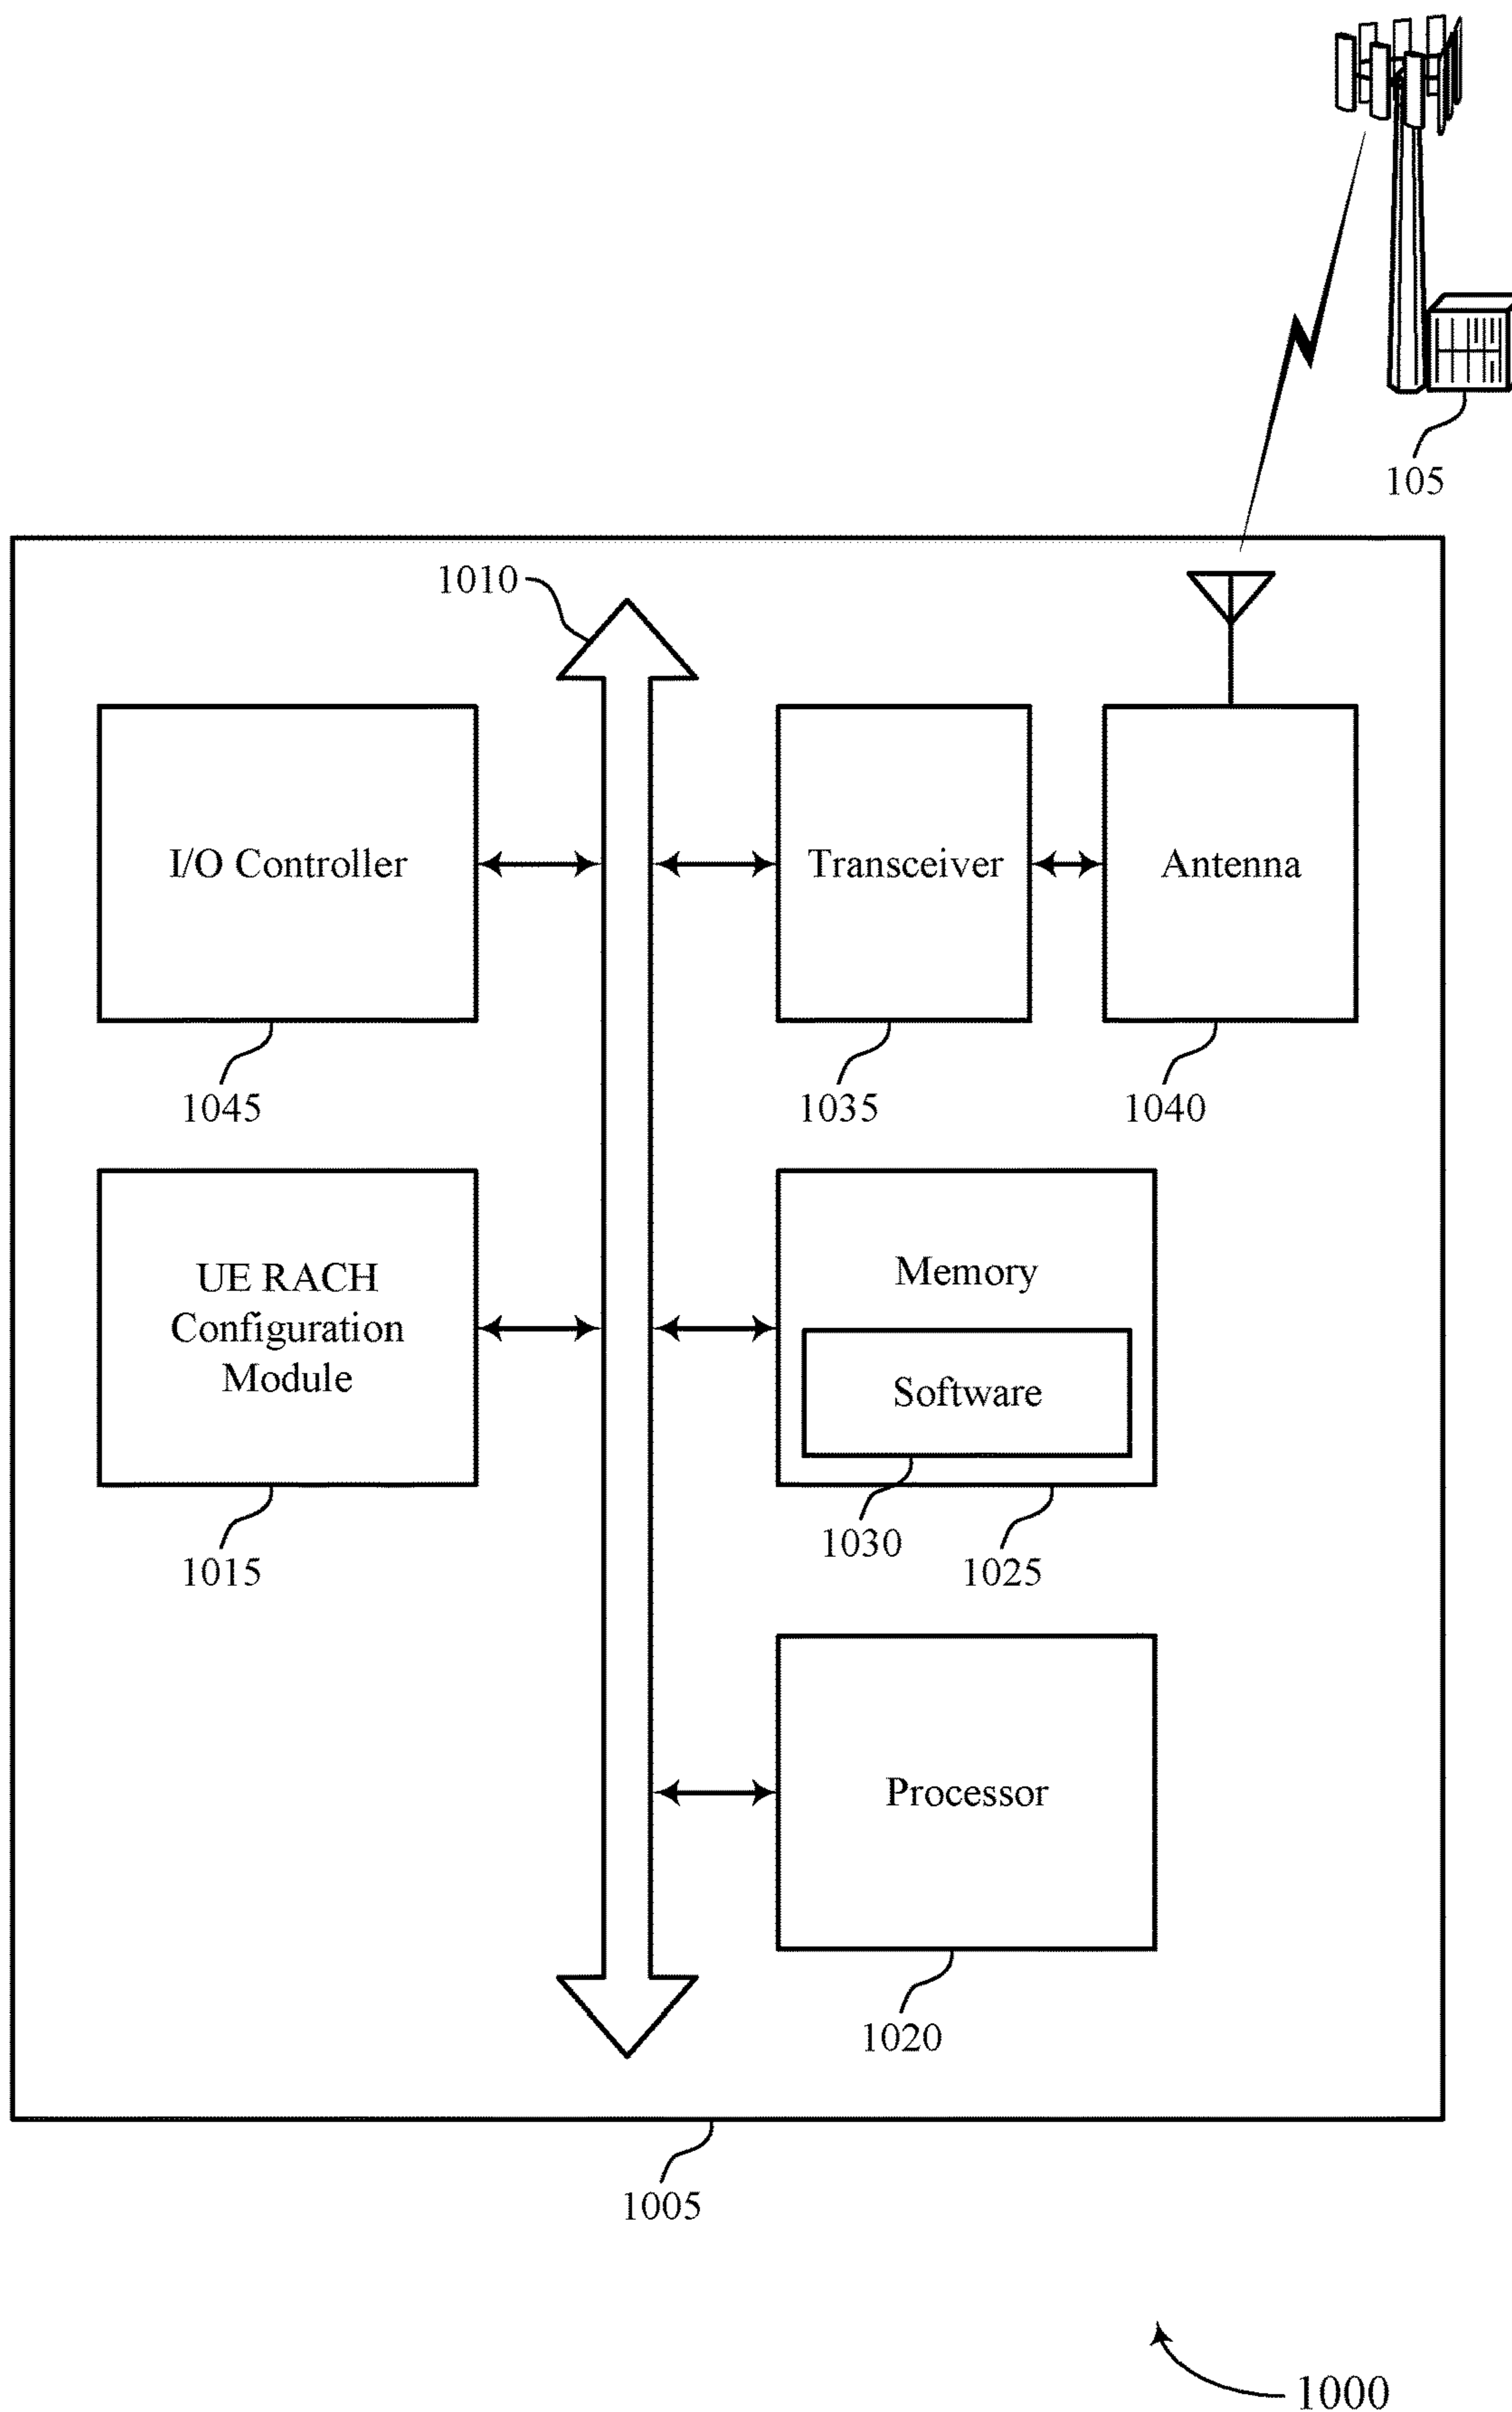 105
1010
I/O Controller
Transceiver
Antenna
1045
1035
1040
UE RACH
Configuration
Module
Memory
Software
1015
1030
1025
Processor
1020
1005
1000